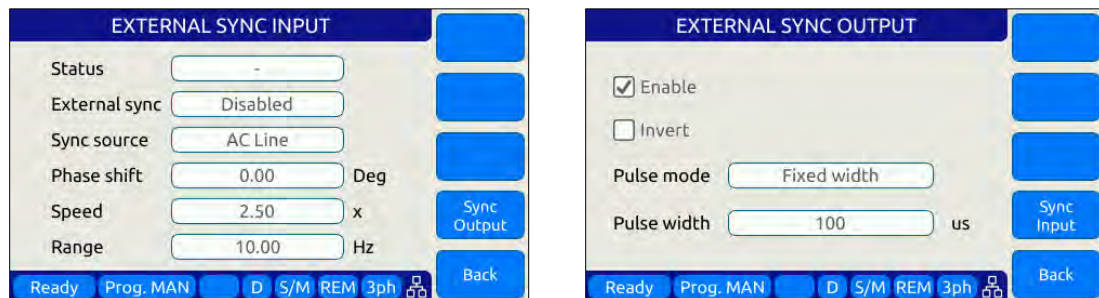 EXTERNAL SYNC INPUT
Status -
External sync Disabled
Sync source AC Line
Phase shift 0.00 Deg
Speed 2.50 x
Range 10.00 Hz
Sync
Output
Back
Ready Prog. MAN D S/M REM 3ph
EXTERNAL SYNC OUTPUT
Enable
Invert
Pulse mode Fixed width
Pulse width 100 us
Sync
Input
Back
Ready Prog. MAN D S/M REM 3ph